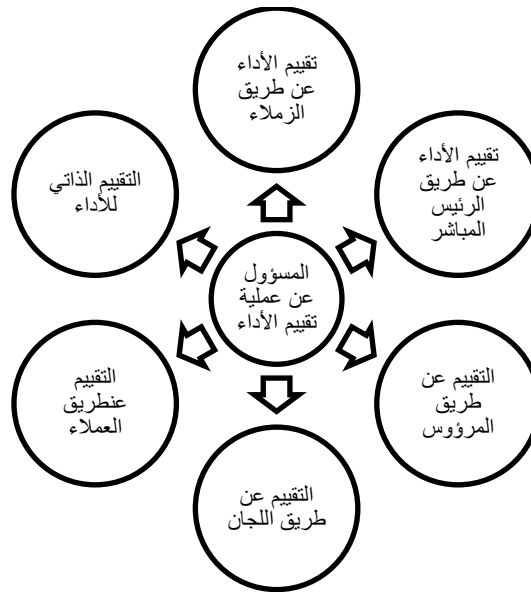 تقييم الأداء
عن طريق
الزملاء
تقييم الأداء
عن طريق
الرئيس
المباشر
التقييم الذاتي
للأداء
المسؤول
عن عملية
تقييم الأداء
التقييم عن
طريق
المرؤوس
التقييم
عنطريق
العملاء
التقييم عن
طريق اللجان